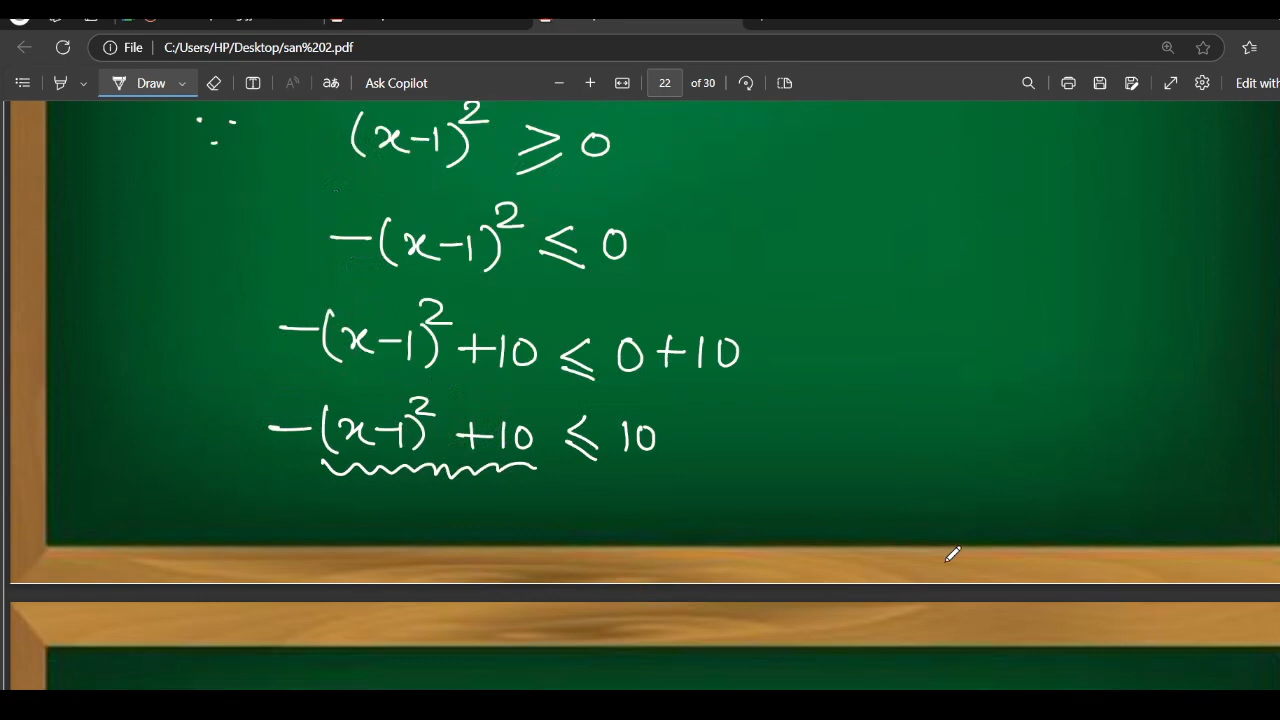 File | C:/Users/HP/Desktop/san%202.pdf
Draw Ask Copilot 22 of 30 Edit with
∵ (x-1)² ≥ 0
-(x-1)² ≤ 0
-(x-1)² +10 ≤ 0+10
-(x-1)² +10 ≤ 10